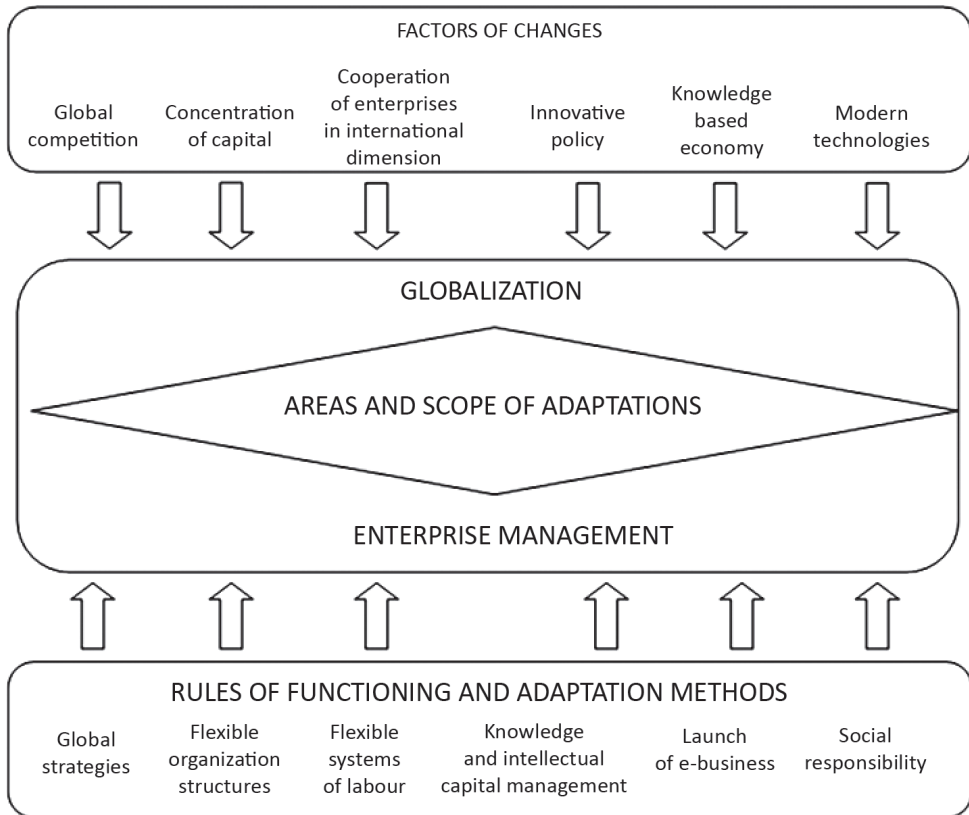 FACTORS OF CHANGES
Global
competition
Concentration
of capital
Cooperation
of enterprises
in international
dimension
Innovative
policy
Knowledge
based
economy
Modern
technologies
GLOBALIZATION
AREAS AND SCOPE OF ADAPTATIONS
ENTERPRISE MANAGEMENT
RULES OF FUNCTIONING AND ADAPTATION METHODS
Global
strategies
Flexible
organization
structures
Flexible
systems
of labour
Knowledge
and intellectual
capital management
Launch
of e-business
Social
responsibility